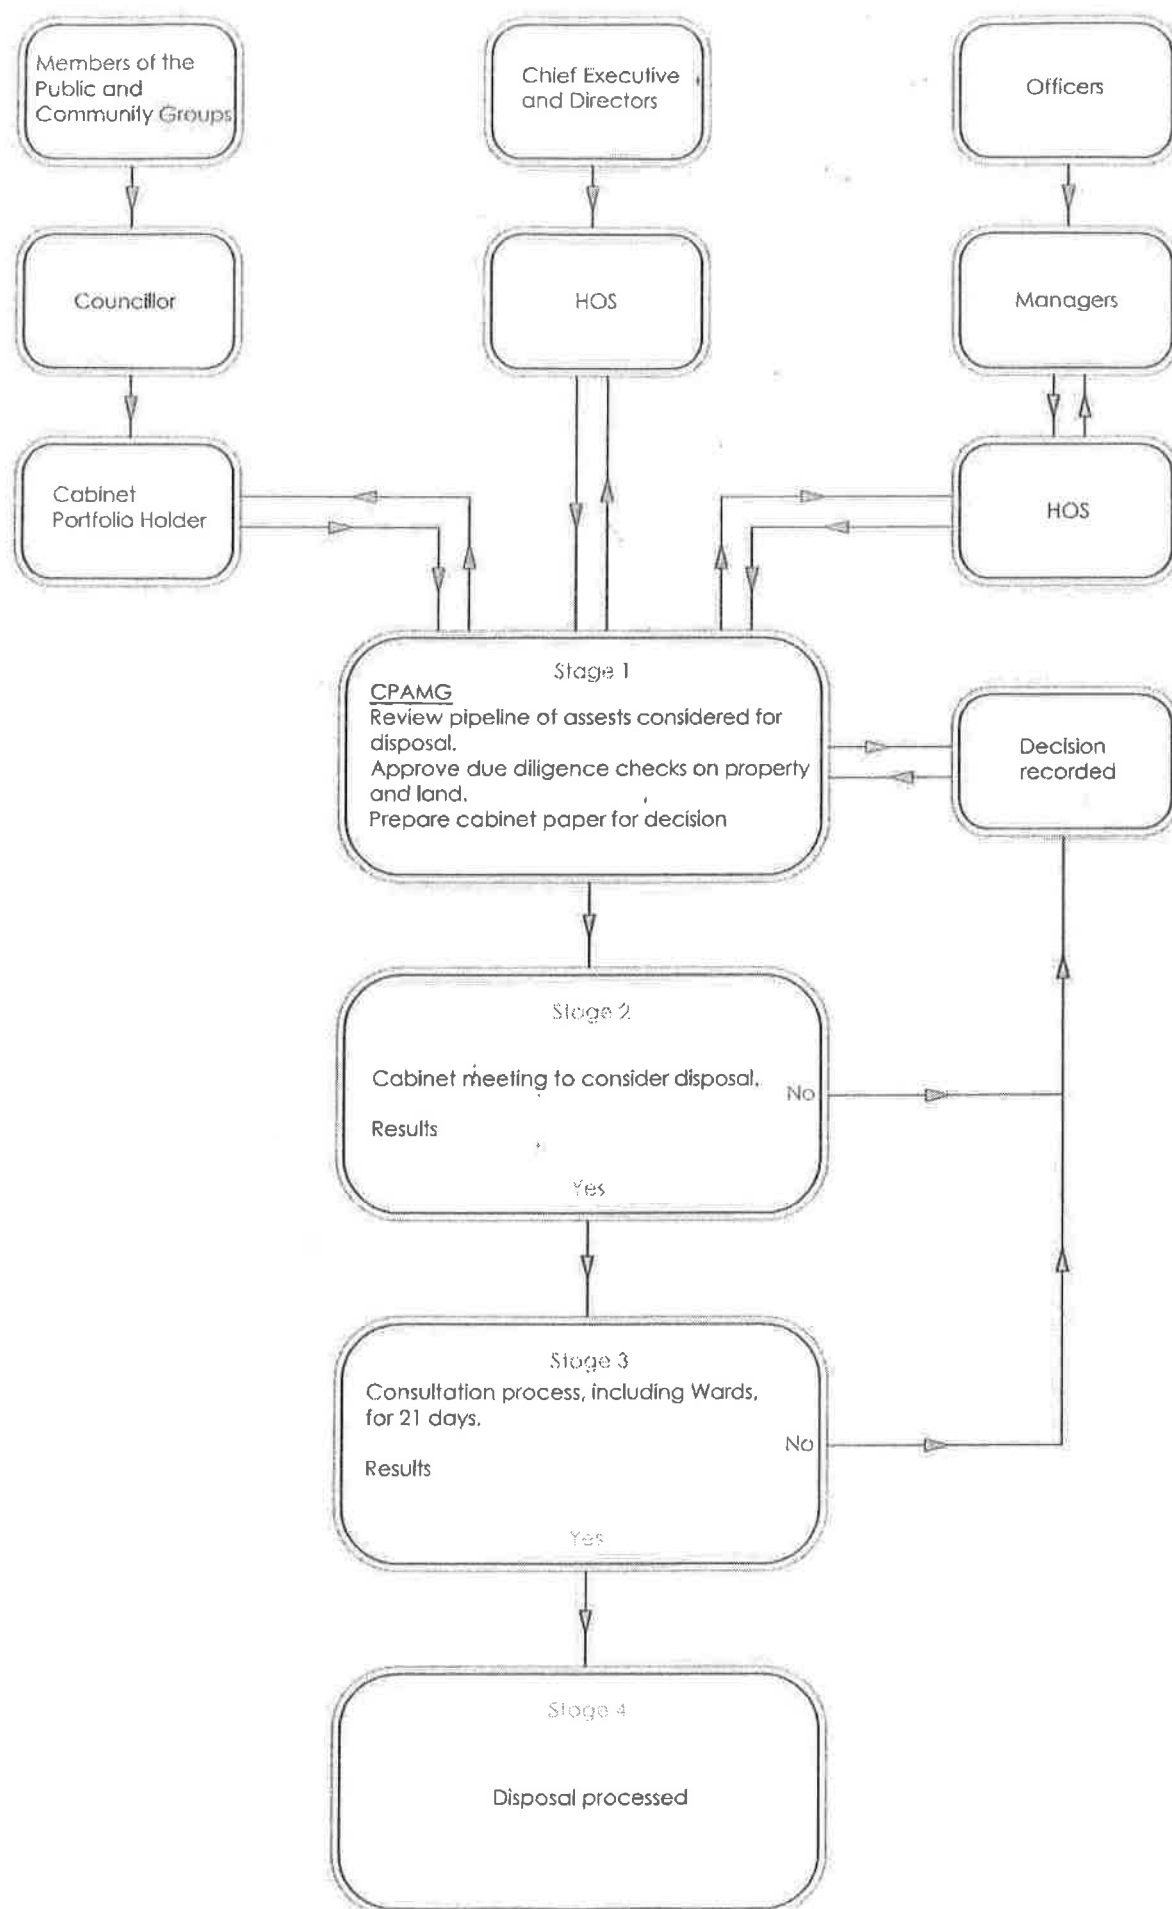 Members of the
Public and
Community Groups
Chief Executive
and Directors
Officers
Councillor
HOS
Managers
Cabinet
Portfolio Holder
HOS
Stage 1
CPAMG
Review pipeline of assests considered for
disposal.
Approve due diligence checks on property
and land.
Prepare cabinet paper for decision
Decision
recorded
Stage 2
Cabinet meeting to consider disposal.
No
Results
Yes
Stage 3
Consultation process, including Wards,
for 21 days.
No
Results
Yes
Stage 4
Disposal processed